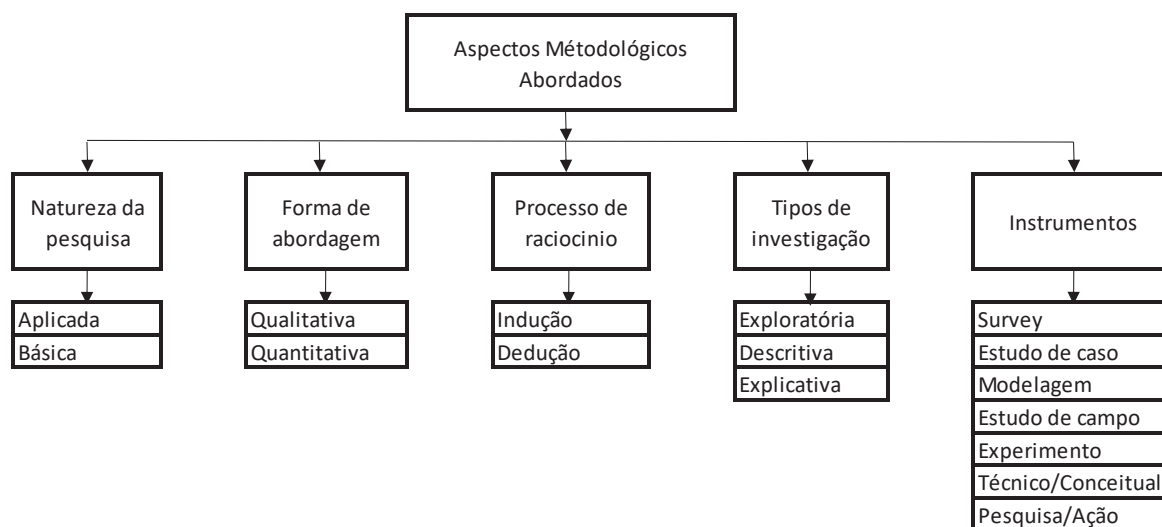 Aspectos Métodológicos
Abordados
Natureza da
pesquisa
Forma de
abordagem
Processo de
raciocinio
Tipos de
investigação
Instrumentos
Aplicada
Básica
Qualitativa
Quantitativa
Indução
Dedução
Exploratória
Descritiva
Explicativa
Survey
Estudo de caso
Modelagem
Estudo de campo
Experimento
Técnico/Conceitual
Pesquisa/Ação